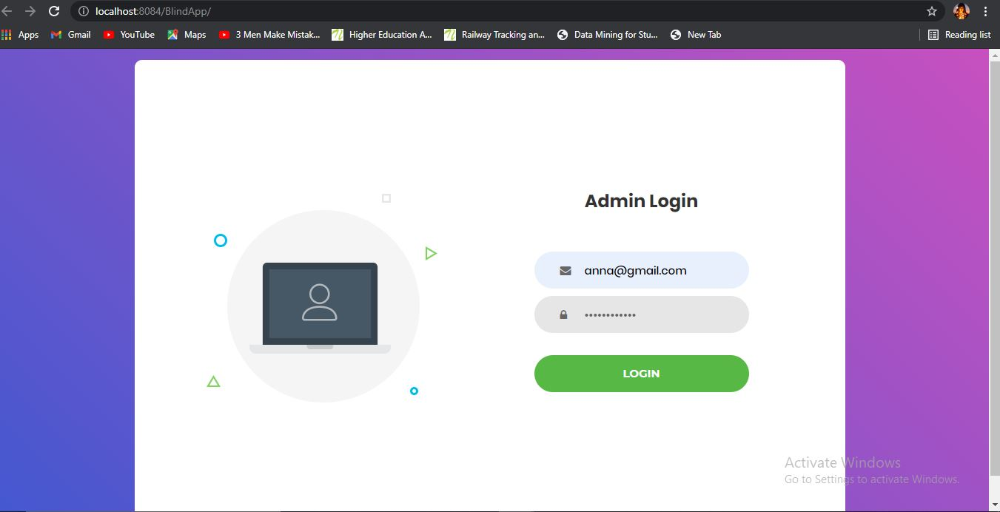 localhost:8084/BlindApp/
Apps Gmail YouTube Maps 3 Men Make Mistak... Higher Education A... Railway Tracking an... Data Mining for Stu... New Tab Reading list
Admin Login
anna@gmail.com
••••••••••••
LOGIN
Activate Windows
Go to Settings to activate Windows.